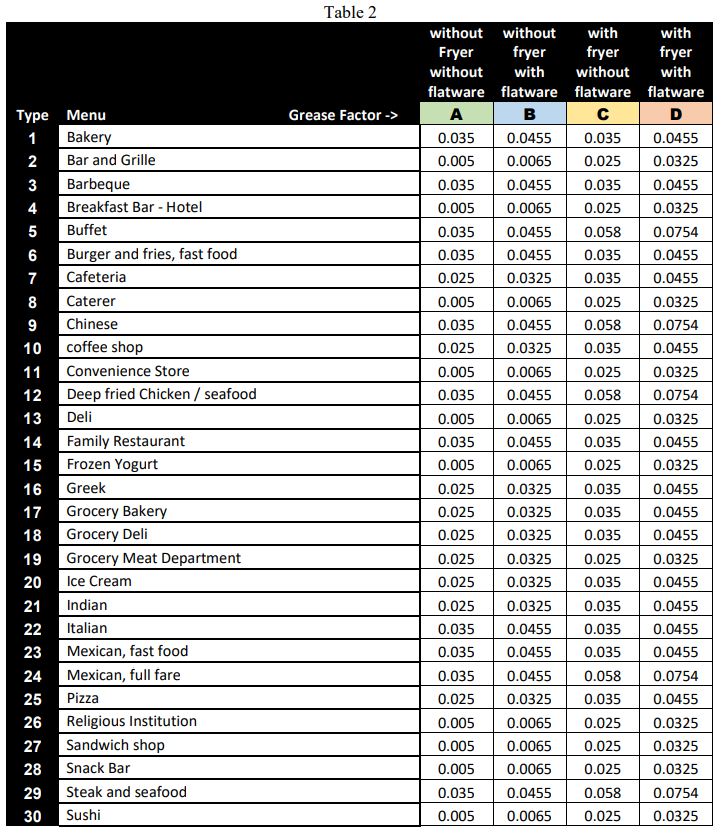 Table 2
without without with with
Fryer fryer fryer fryer
without with without with
flatware flatware flatware flatware
Type Menu Grease Factor -> A B C D
1 Bakery 0.035 0.0455 0.035 0.0455
2 Bar and Grille 0.005 0.0065 0.025 0.0325
3 Barbeque 0.035 0.0455 0.035 0.0455
4 Breakfast Bar - Hotel 0.005 0.0065 0.025 0.0325
5 Buffet 0.035 0.0455 0.058 0.0754
6 Burger and fries, fast food 0.035 0.0455 0.035 0.0455
7 Cafeteria 0.025 0.0325 0.035 0.0455
8 Caterer 0.005 0.0065 0.025 0.0325
9 Chinese 0.035 0.0455 0.058 0.0754
10 coffee shop 0.025 0.0325 0.035 0.0455
11 Convenience Store 0.005 0.0065 0.025 0.0325
12 Deep fried Chicken / seafood 0.035 0.0455 0.058 0.0754
13 Deli 0.005 0.0065 0.025 0.0325
14 Family Restaurant 0.035 0.0455 0.035 0.0455
15 Frozen Yogurt 0.005 0.0065 0.025 0.0325
16 Greek 0.025 0.0325 0.035 0.0455
17 Grocery Bakery 0.025 0.0325 0.035 0.0455
18 Grocery Deli 0.025 0.0325 0.035 0.0455
19 Grocery Meat Department 0.025 0.0325 0.025 0.0325
20 Ice Cream 0.025 0.0325 0.035 0.0455
21 Indian 0.025 0.0325 0.035 0.0455
22 Italian 0.035 0.0455 0.035 0.0455
23 Mexican, fast food 0.035 0.0455 0.035 0.0455
24 Mexican, full fare 0.035 0.0455 0.058 0.0754
25 Pizza 0.025 0.0325 0.035 0.0455
26 Religious Institution 0.005 0.0065 0.025 0.0325
27 Sandwich shop 0.005 0.0065 0.025 0.0325
28 Snack Bar 0.005 0.0065 0.025 0.0325
29 Steak and seafood 0.035 0.0455 0.058 0.0754
30 Sushi 0.005 0.0065 0.025 0.0325